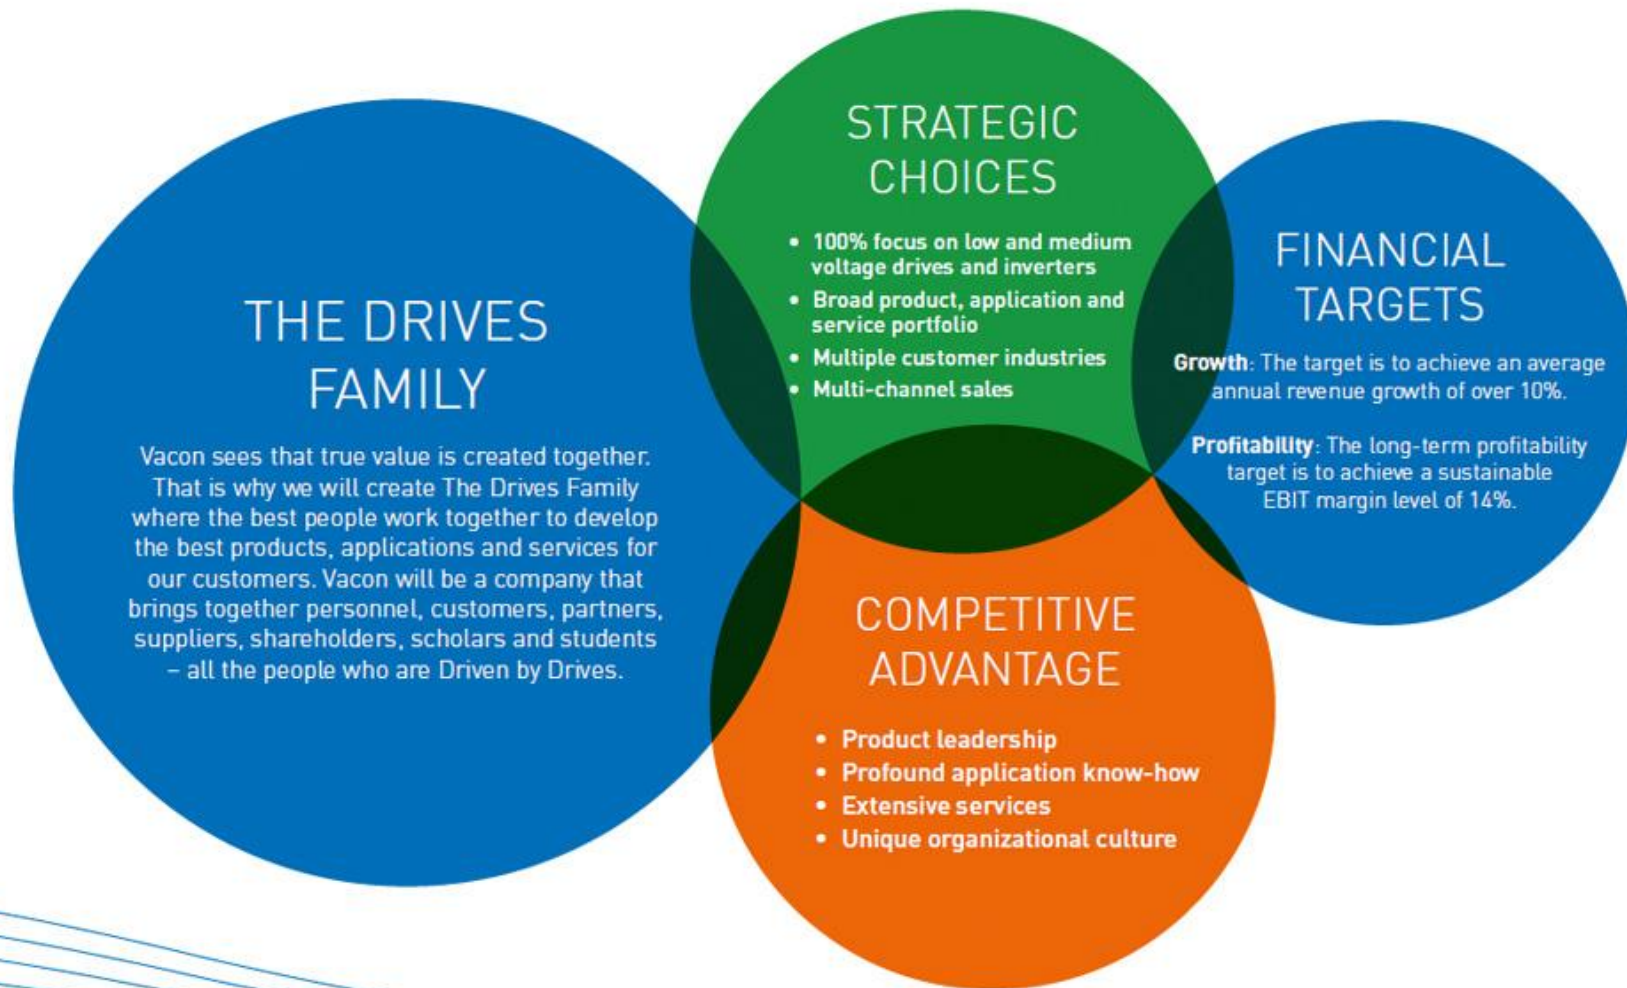 THE DRIVES
FAMILY
Vacon sees that true value is created together.
That is why we will create The Drives Family
where the best people work together to develop
the best products, applications and services for
our customers. Vacon will be a company that
brings together personnel, customers, partners,
suppliers, shareholders, scholars and students
– all the people who are Driven by Drives.
STRATEGIC
CHOICES
• 100% focus on low and medium
voltage drives and inverters
• Broad product, application and
service portfolio
• Multiple customer industries
• Multi-channel sales
COMPETITIVE
ADVANTAGE
• Product leadership
• Profound application know-how
• Extensive services
• Unique organizational culture
FINANCIAL
TARGETS
Growth: The target is to achieve an average
annual revenue growth of over 10%.
Profitability: The long-term profitability
target is to achieve a sustainable
EBIT margin level of 14%.